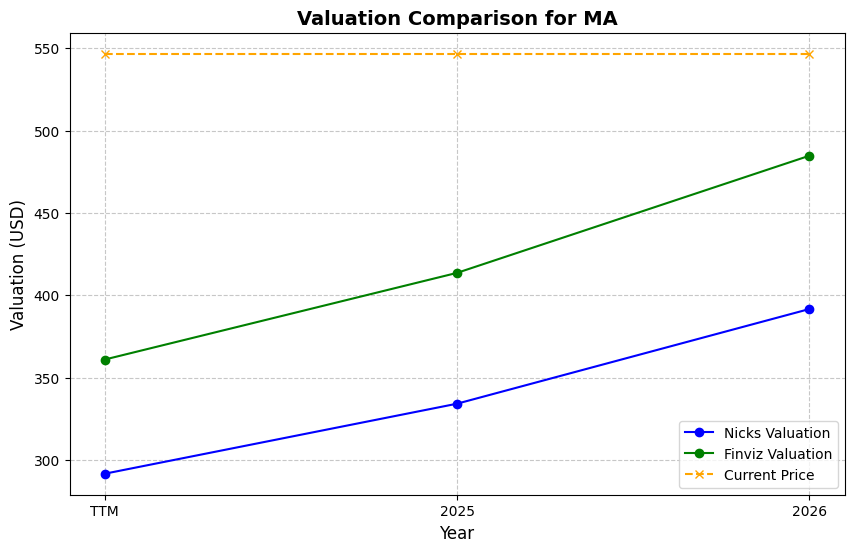 Valuation Comparison for MA
Valuation (USD)
550
500
450
400
350
300
TTM
2025
2026
Year
Nicks Valuation
Finviz Valuation
Current Price